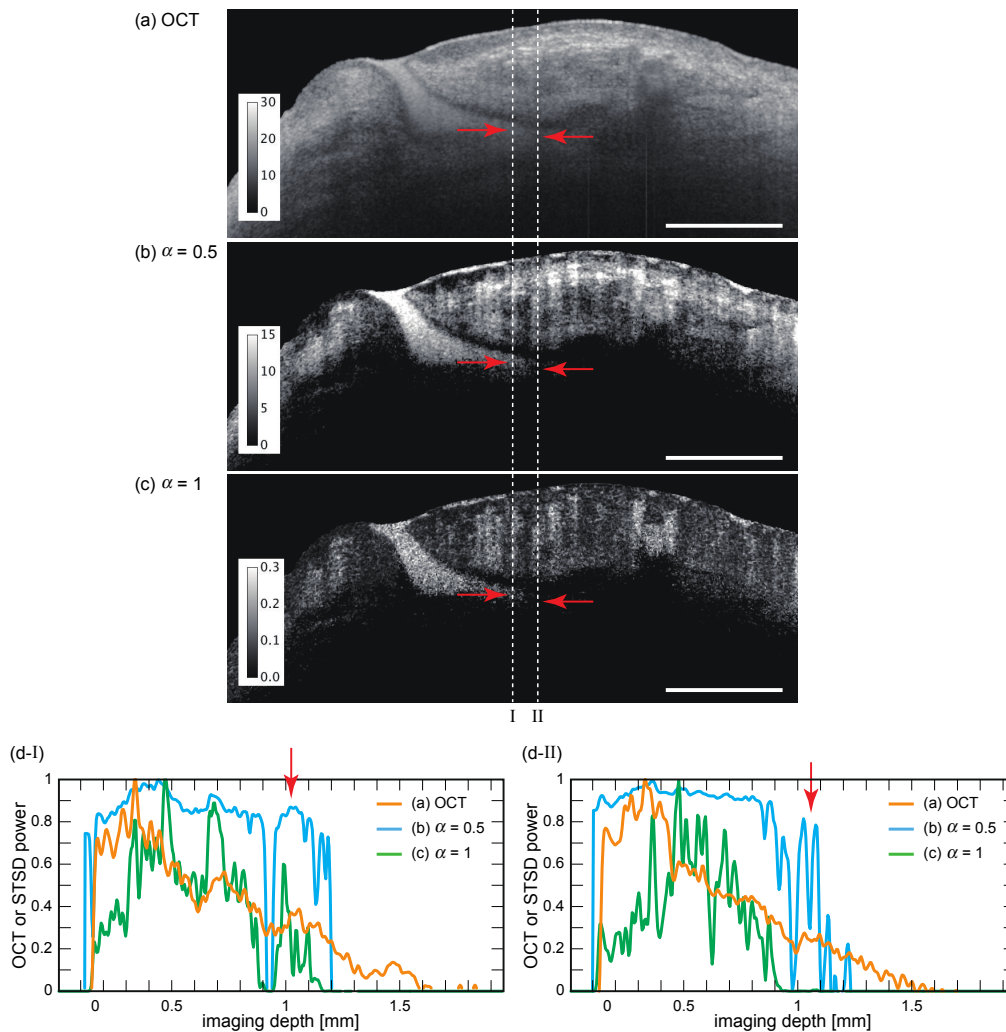 (a) OCT
30
20
10
0
(b) α = 0.5
15
10
5
0
(c) α = 1
0.3
0.2
0.1
0.0
I II
(d-I)
1
0.8
0.6
0.4
0.2
0
OCT or STSD power
(a) OCT
(b) α = 0.5
(c) α = 1
0 0.5 1 1.5
imaging depth [mm]
(d-II)
1
0.8
0.6
0.4
0.2
0
OCT or STSD power
(a) OCT
(b) α = 0.5
(c) α = 1
0 0.5 1 1.5
imaging depth [mm]